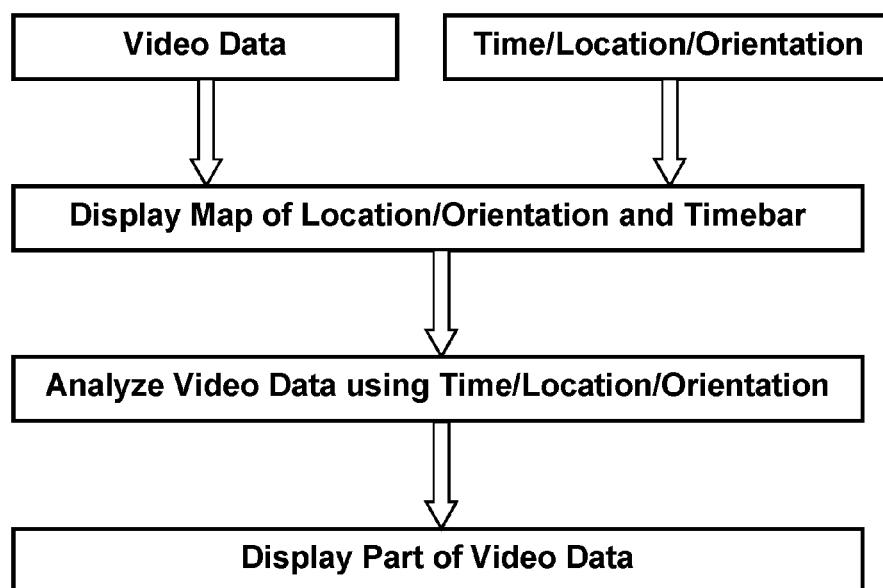 Video Data
Time/Location/Orientation
Display Map of Location/Orientation and Timebar
Analyze Video Data using Time/Location/Orientation
Display Part of Video Data